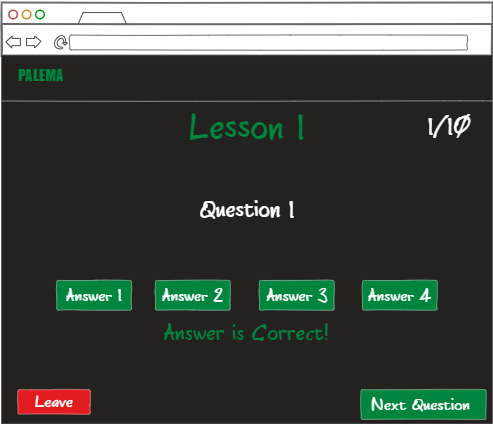 PALEMA
Lesson 1
1/10
Question 1
Answer 1 Answer 2 Answer 3 Answer 4
Answer is Correct!
Leave
Next Question